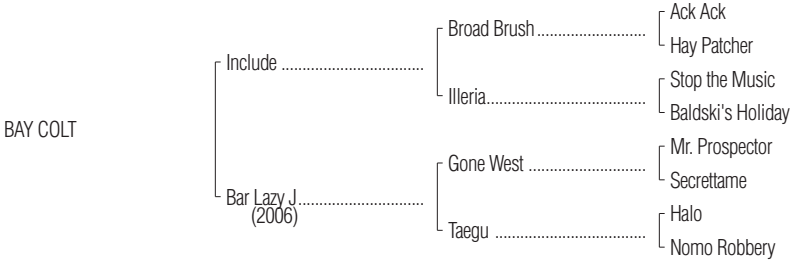 Ack Ack
Broad Brush
Hay Patcher
Include
Stop the Music
Illeria
Baldski's Holiday
BAY COLT
Mr. Prospector
Gone West
Secrettame
Bar Lazy J
(2006)
Halo
Taegu
Nomo Robbery